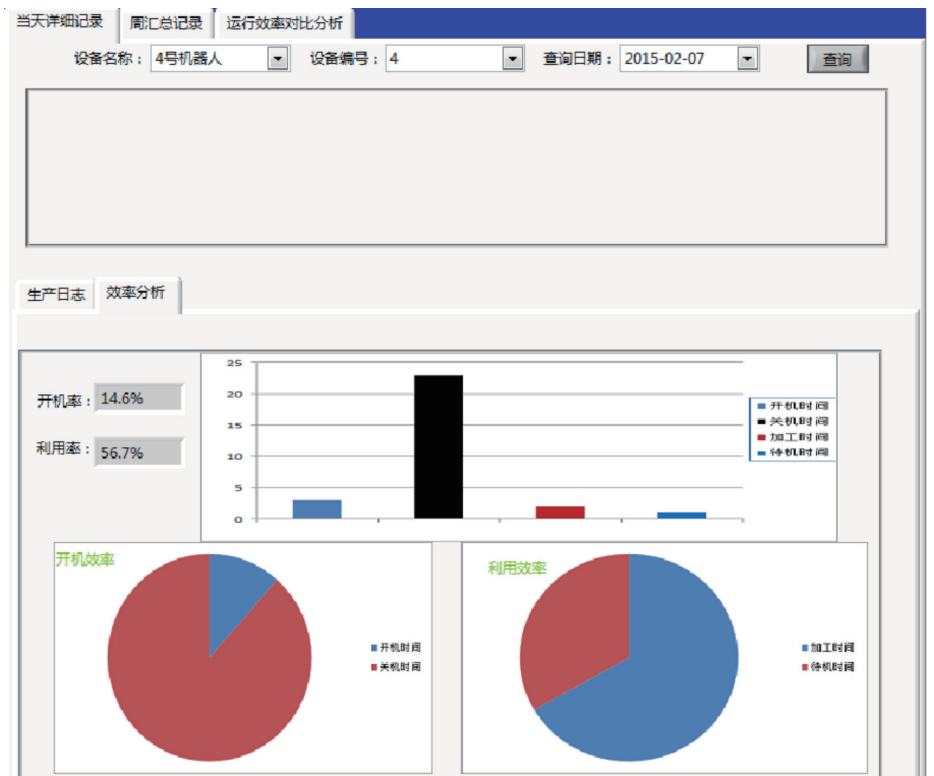 当天详细记录 周汇总记录 运行效率对比分析
设备名称： 4号机器人 设备编号： 4 查询日期： 2015-02-07 查询
生产日志 效率分析
开机率： 14.6%
利用率： 56.7%
25
20
15
10
5
0
开机时间
关机时间
加工时间
待机时间
开机效率
开机时间
关机时间
利用效率
加工时间
待机时间